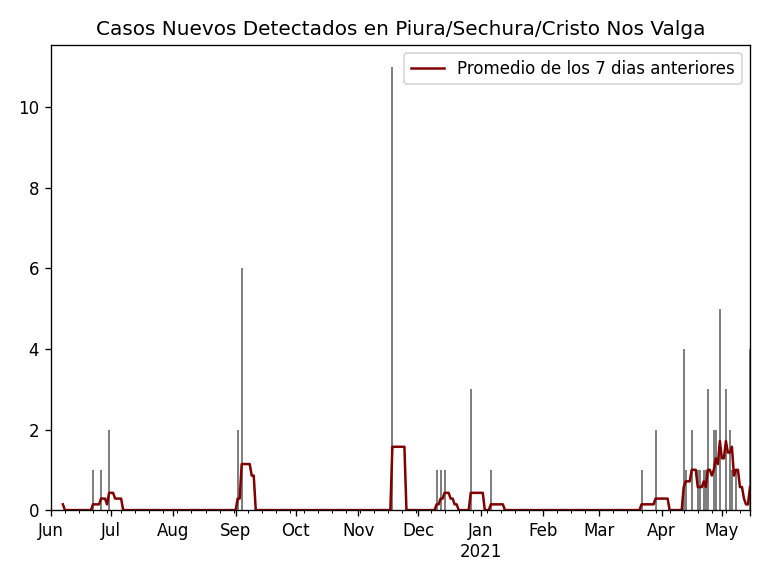 Casos Nuevos Detectados en Piura/Sechura/Cristo Nos Valga
Promedio de los 7 dias anteriores
10
8
6
4
2
0
Jun Jul Aug Sep Oct Nov Dec Jan Feb Mar Apr May
2021